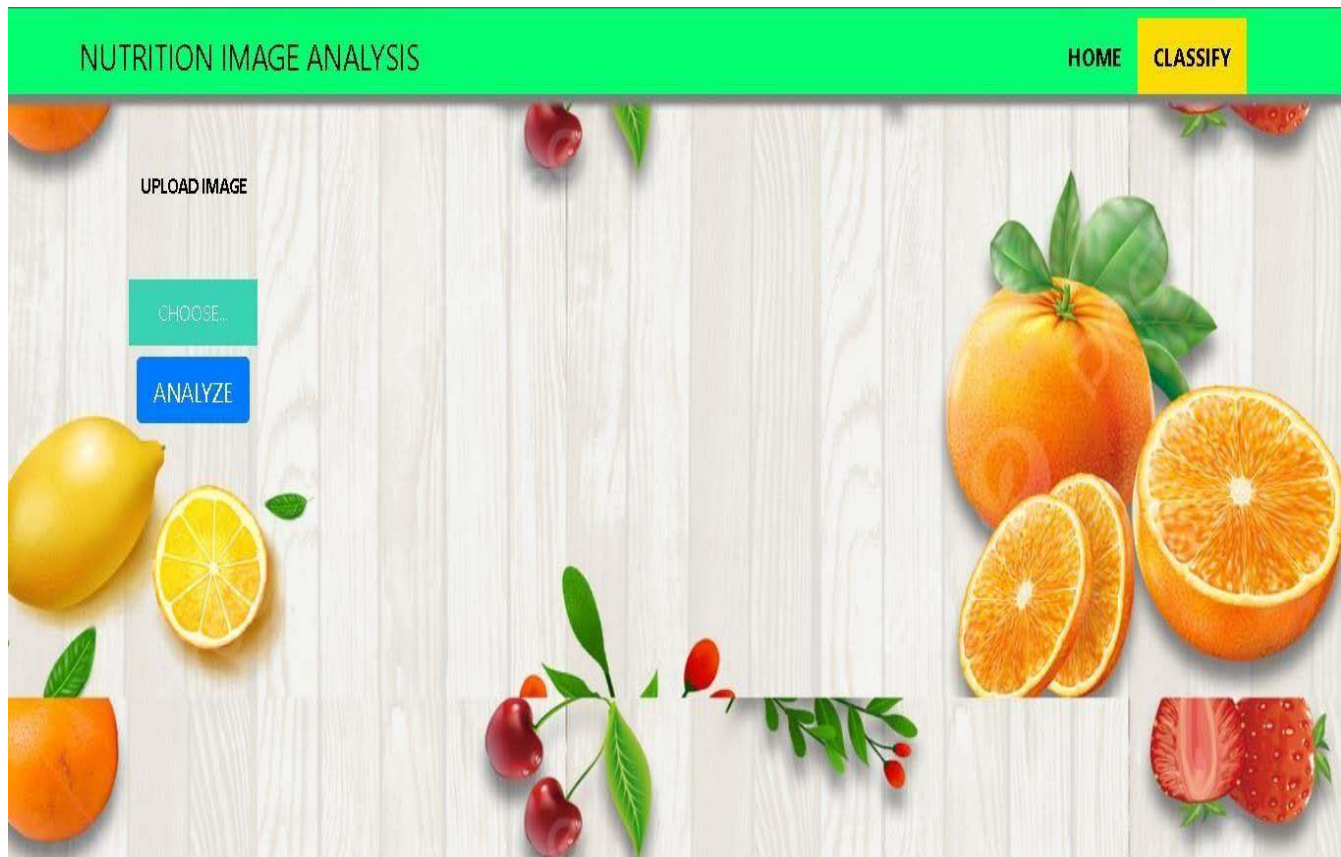 NUTRITION IMAGE ANALYSIS
HOME
CLASSIFY
UPLOAD IMAGE
CHOOSE...
ANALYZE